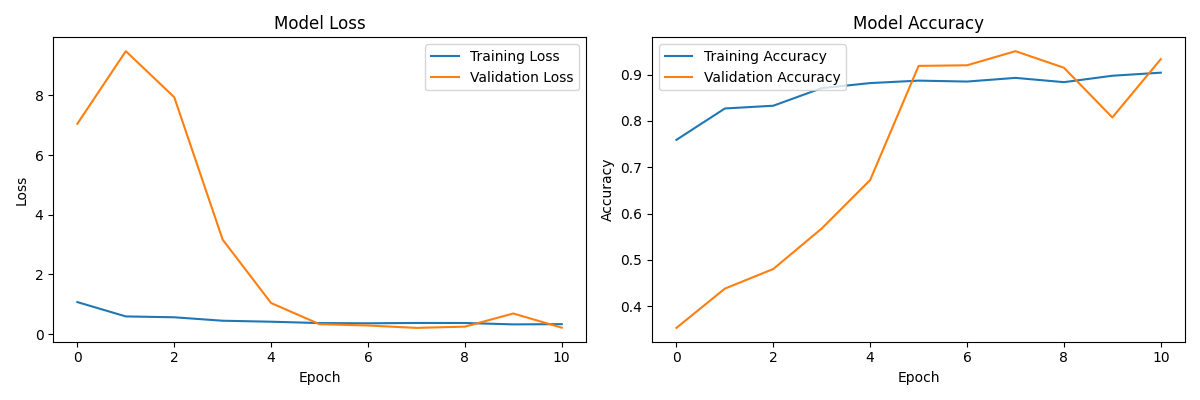 Model Loss
Training Loss
Validation Loss
8
6
4
2
0
Loss
0 2 4 6 8 10
Epoch
Model Accuracy
Training Accuracy
Validation Accuracy
0.9
0.8
0.7
0.6
0.5
0.4
Accuracy
0 2 4 6 8 10
Epoch